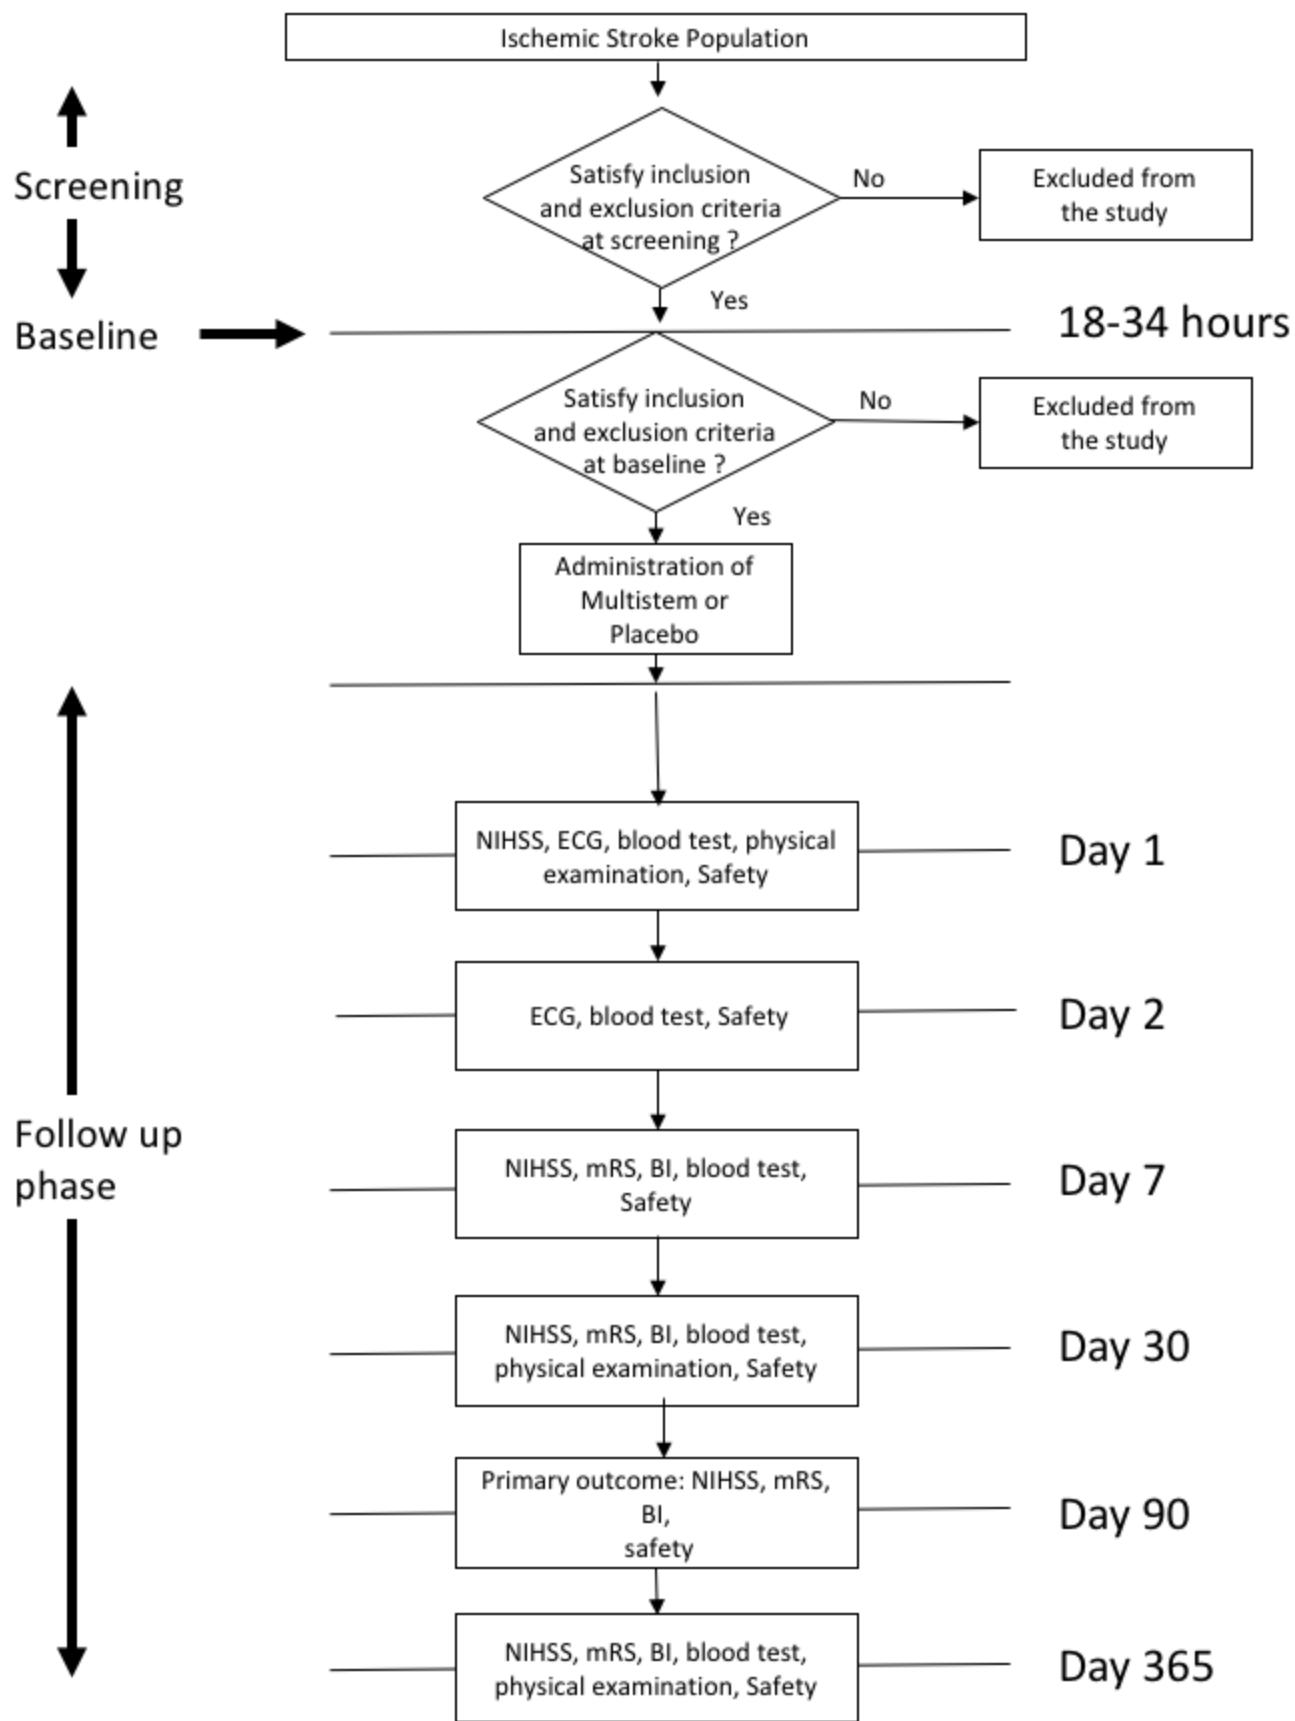 Ischemic Stroke Population
Screening
Satisfy inclusion
and exclusion criteria
at screening ?
No
Excluded from
the study
Yes
Baseline
18-34 hours
Satisfy inclusion
and exclusion criteria
at baseline ?
No
Excluded from
the study
Yes
Administration of
Multistem or
Placebo
NIHSS, ECG, blood test, physical
examination, Safety
Day 1
ECG, blood test, Safety
Day 2
Follow up
phase
NIHSS, mRS, BI, blood test,
Safety
Day 7
NIHSS, mRS, BI, blood test,
physical examination, Safety
Day 30
Primary outcome: NIHSS, mRS,
BI,
safety
Day 90
NIHSS, mRS, BI, blood test,
physical examination, Safety
Day 365